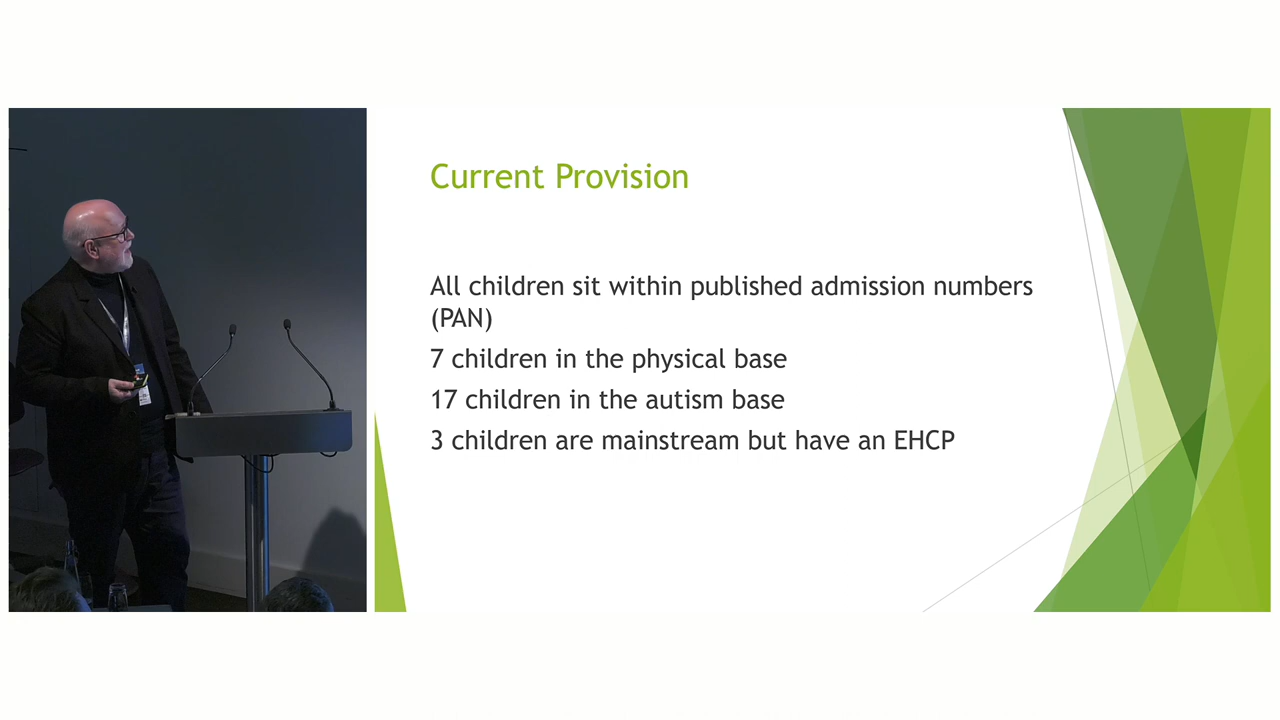 Current Provision
All children sit within published admission numbers
(PAN)
7 children in the physical base
17 children in the autism base
3 children are mainstream but have an EHCP